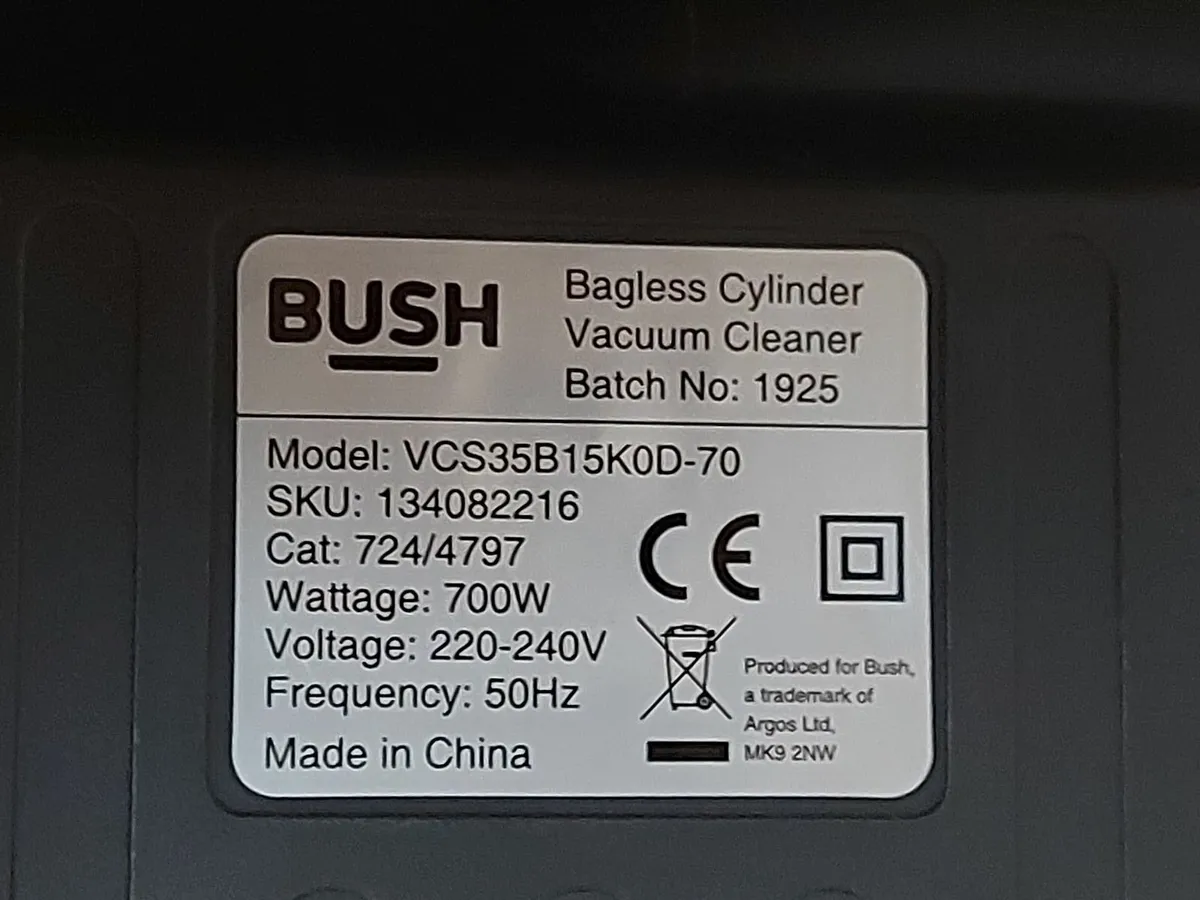 BUSH
Bagless Cylinder
Vacuum Cleaner
Batch No: 1925
Model: VCS35B15K0D-70
SKU: 134082216
Cat: 724/4797
Wattage: 700W
Voltage: 220-240V
Frequency: 50Hz
Made in China
CE
Produced for Bush,
a trademark of
Argos Ltd,
MK9 2NW